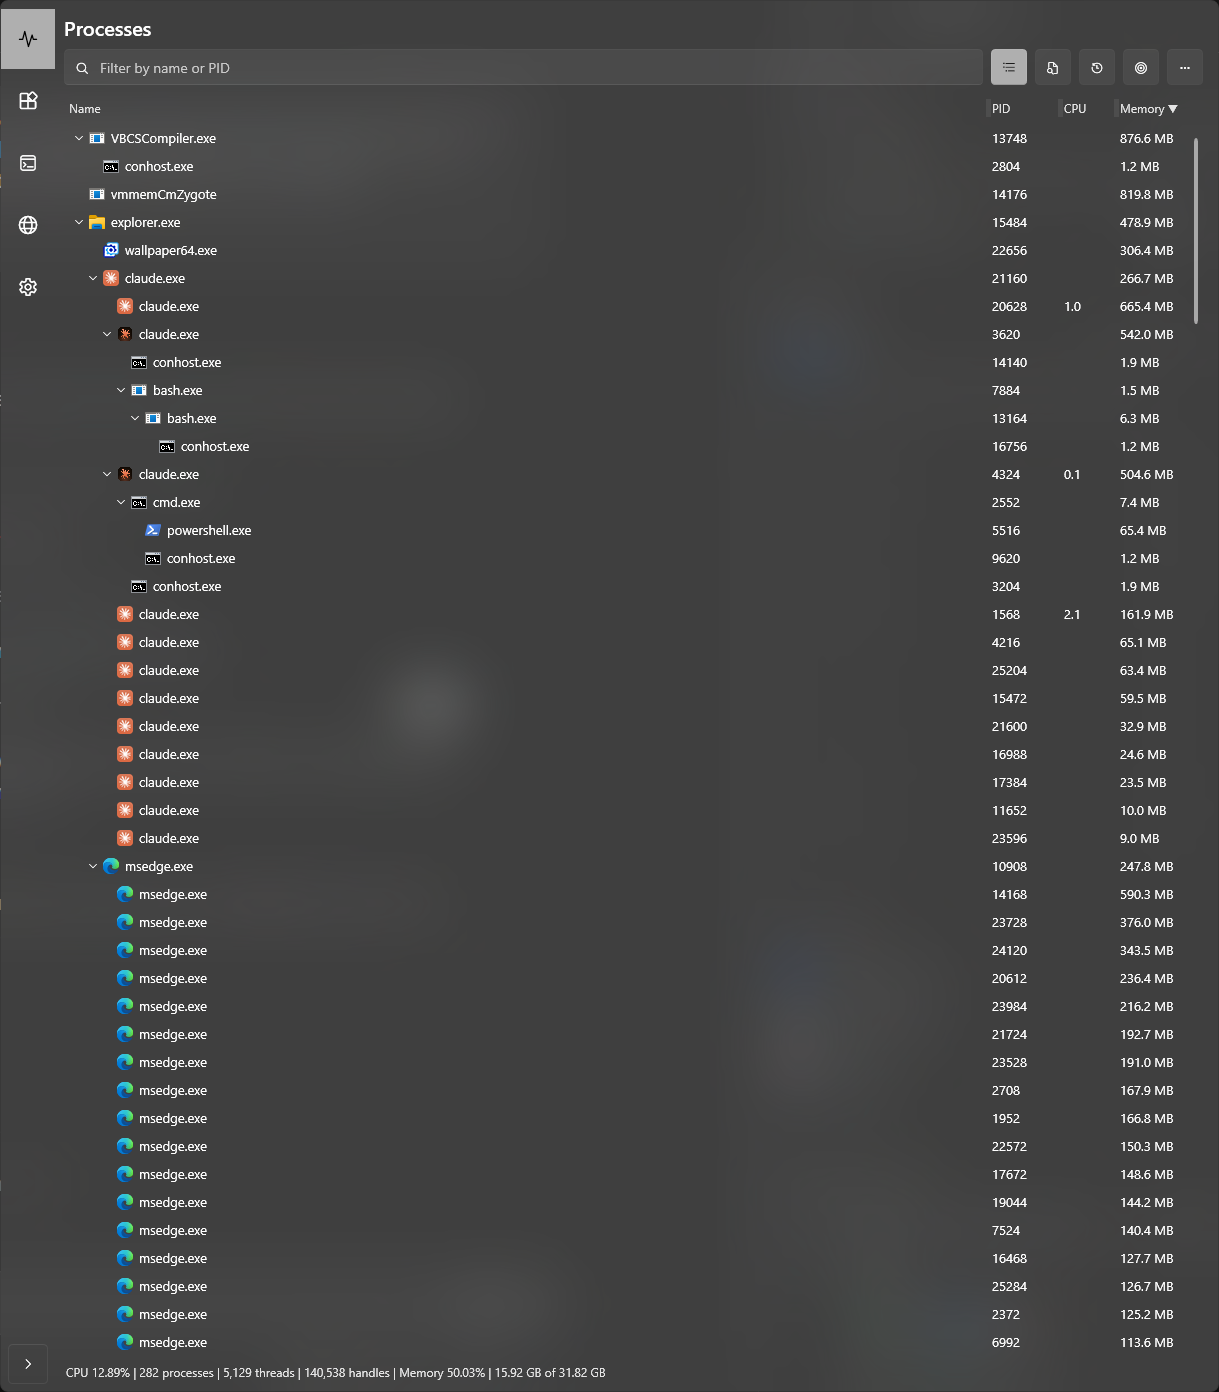 Processes
Filter by name or PID
Name PID CPU Memory ▼
VBCSCompiler.exe 13748 876.6 MB
conhost.exe 2804 1.2 MB
vmmemCmZygote 14176 819.8 MB
explorer.exe 15484 478.9 MB
wallpaper64.exe 22656 306.4 MB
claude.exe 21160 266.7 MB
claude.exe 20628 1.0 665.4 MB
claude.exe 3620 542.0 MB
conhost.exe 14140 1.9 MB
bash.exe 7884 1.5 MB
bash.exe 13164 6.3 MB
conhost.exe 16756 1.2 MB
claude.exe 4324 0.1 504.6 MB
cmd.exe 2552 7.4 MB
powershell.exe 5516 65.4 MB
conhost.exe 9620 1.2 MB
conhost.exe 3204 1.9 MB
claude.exe 1568 2.1 161.9 MB
claude.exe 4216 65.1 MB
claude.exe 25204 63.4 MB
claude.exe 15472 59.5 MB
claude.exe 21600 32.9 MB
claude.exe 16988 24.6 MB
claude.exe 17384 23.5 MB
claude.exe 11652 10.0 MB
claude.exe 23596 9.0 MB
msedge.exe 10908 247.8 MB
msedge.exe 14168 590.3 MB
msedge.exe 23728 376.0 MB
msedge.exe 24120 343.5 MB
msedge.exe 20612 236.4 MB
msedge.exe 23984 216.2 MB
msedge.exe 21724 192.7 MB
msedge.exe 23528 191.0 MB
msedge.exe 2708 167.9 MB
msedge.exe 1952 166.8 MB
msedge.exe 22572 150.3 MB
msedge.exe 17672 148.6 MB
msedge.exe 19044 144.2 MB
msedge.exe 7524 140.4 MB
msedge.exe 16468 127.7 MB
msedge.exe 25284 126.7 MB
msedge.exe 2372 125.2 MB
msedge.exe 6992 113.6 MB
CPU 12.89% | 282 processes | 5,129 threads | 140,538 handles | Memory 50.03% | 15.92 GB of 31.82 GB